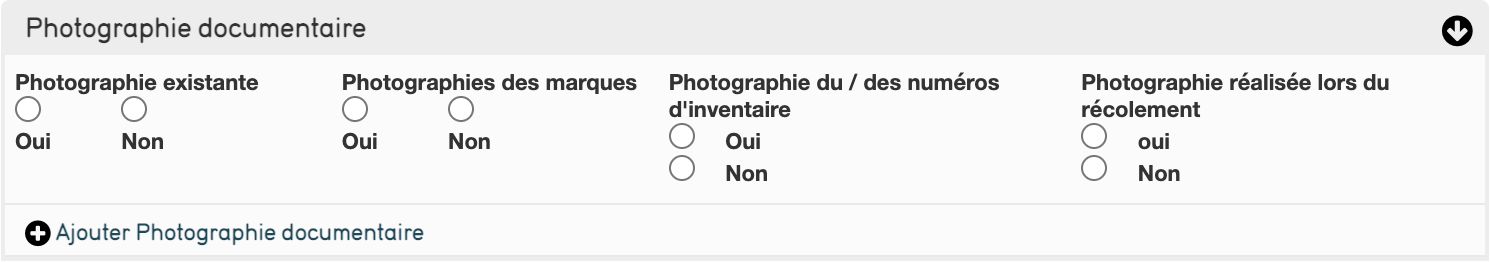 Photographie documentaire
Photographie existante
Oui Non
Photographies des marques
Oui Non
Photographie du / des numéros
d'inventaire
Oui
Non
Photographie réalisée lors du
récolement
oui
Non
Ajouter Photographie documentaire